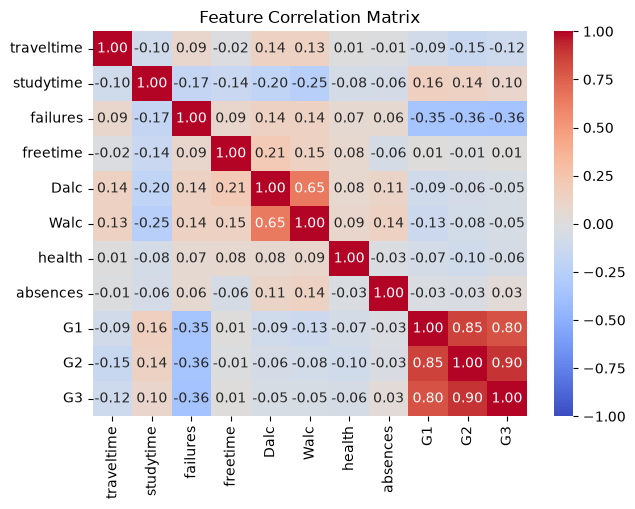 Feature Correlation Matrix
traveltime 1.00 -0.10 0.09 -0.02 0.14 0.13 0.01 -0.01 -0.09 -0.15 -0.12
studytime -0.10 1.00 -0.17 -0.14 -0.20 -0.25 -0.08 -0.06 0.16 0.14 0.10
failures 0.09 -0.17 1.00 0.09 0.14 0.14 0.07 0.06 -0.35 -0.36 -0.36
freetime -0.02 -0.14 0.09 1.00 0.21 0.15 0.08 -0.06 0.01 -0.01 0.01
Dalc 0.14 -0.20 0.14 0.21 1.00 0.65 0.08 0.11 -0.09 -0.06 -0.05
Walc 0.13 -0.25 0.14 0.15 0.65 1.00 0.09 0.14 -0.13 -0.08 -0.05
health 0.01 -0.08 0.07 0.08 0.08 0.09 1.00 -0.03 -0.07 -0.10 -0.06
absences -0.01 -0.06 0.06 -0.06 0.11 0.14 -0.03 1.00 -0.03 -0.03 0.03
G1 -0.09 0.16 -0.35 0.01 -0.09 -0.13 -0.07 -0.03 1.00 0.85 0.80
G2 -0.15 0.14 -0.36 -0.01 -0.06 -0.08 -0.10 -0.03 0.85 1.00 0.90
G3 -0.12 0.10 -0.36 0.01 -0.05 -0.05 -0.06 0.03 0.80 0.90 1.00
traveltime studytime failures freetime Dalc Walc health absences G1 G2 G3
1.00
0.75
0.50
0.25
0.00
−0.25
−0.50
−0.75
−1.00